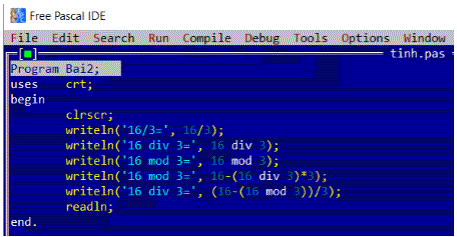 Free Pascal IDE
File Edit Search Run Compile Debug Tools Options Window
[■] tinh.pas
Program Bai2;
uses crt;
begin
clrscr;
writeln('16/3=', 16/3);
writeln('16 div 3=', 16 div 3);
writeln('16 mod 3=', 16 mod 3);
writeln('16 mod 3=', 16-(16 div 3)*3);
writeln('16 div 3=', (16-(16 mod 3))/3);
readln;
end.